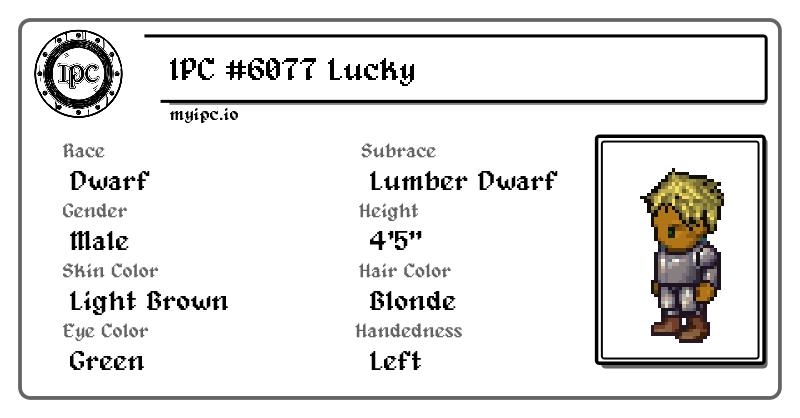 IPC
IPC #6077 Lucky
myipc.io
Race
Dwarf
Subrace
Lumber Dwarf
Gender
Male
Height
4'5"
Skin Color
Light Brown
Hair Color
Blonde
Eye Color
Green
Handedness
Left